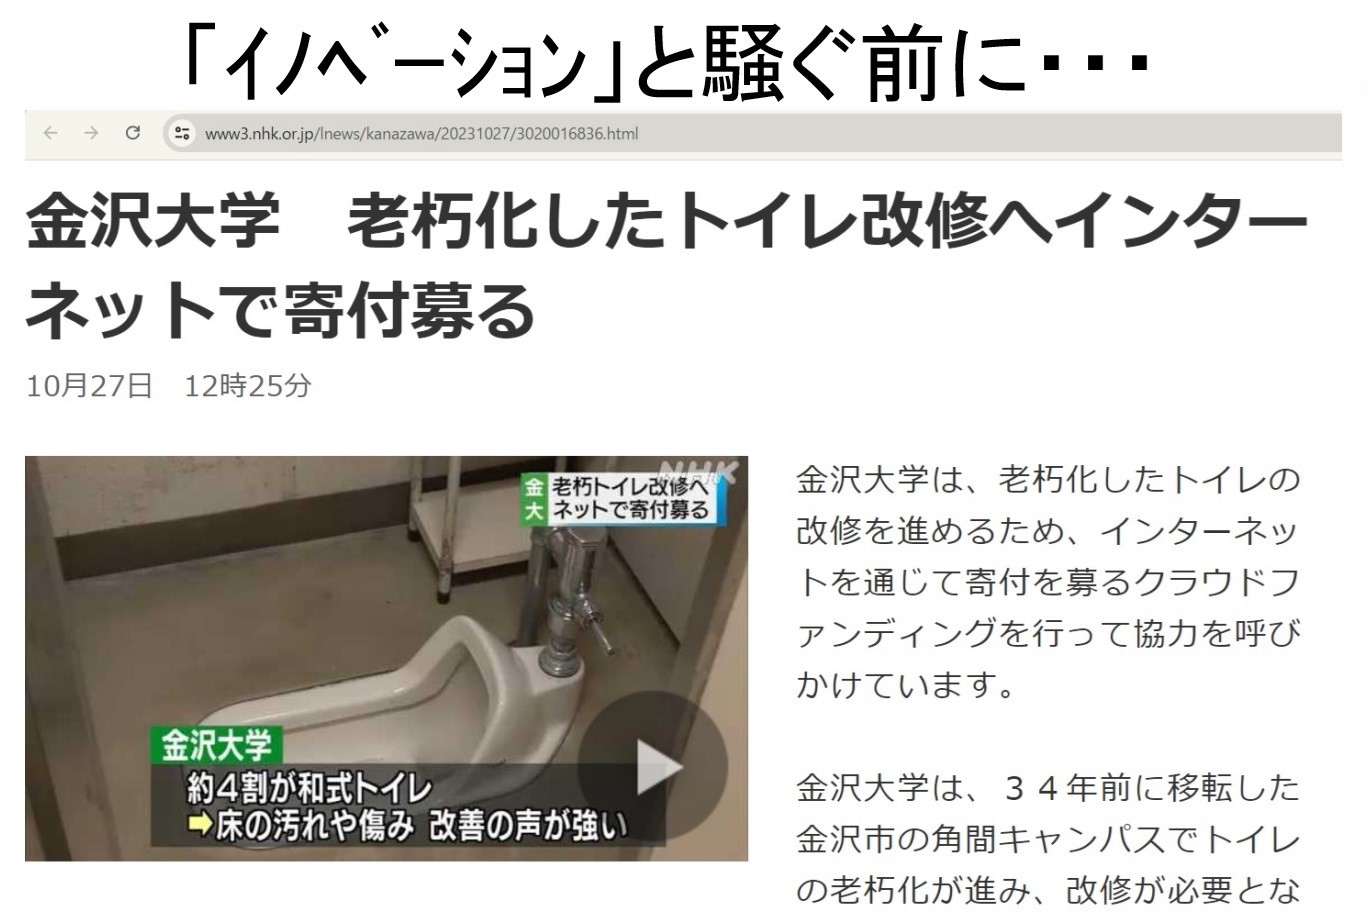 「ｲﾉﾍﾞｰｼｮﾝ」と騒ぐ前に・・・
www3.nhk.or.jp/lnews/kanazawa/20231027/3020016836.html
金沢大学　老朽化したトイレ改修へインター
ネットで寄付募る
10月27日　12時25分
NHK
金大
老朽トイレ改修へ
ネットで寄付募る
金沢大学
約4割が和式トイレ
➡床の汚れや傷み 改善の声が強い
金沢大学は、老朽化したトイレの
改修を進めるため、インターネッ
トを通じて寄付を募るクラウドフ
ァンディングを行って協力を呼び
かけています。
金沢大学は、３４年前に移転した
金沢市の角間キャンパスでトイレ
の老朽化が進み、改修が必要とな